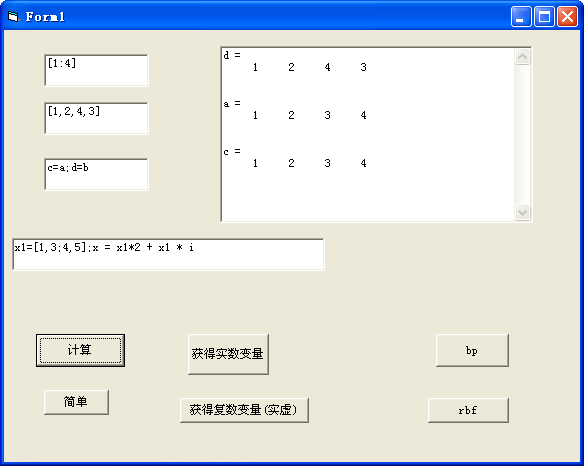 Form1
[1:4]
[1,2,4,3]
c=a;d=b
d =
1 2 4 3
a =
1 2 3 4
c =
1 2 3 4
x1=[1,3;4,5];x = x1*2 + x1 * i
计算
获得实数变量
bp
简单
获得复数变量(实虚)
rbf